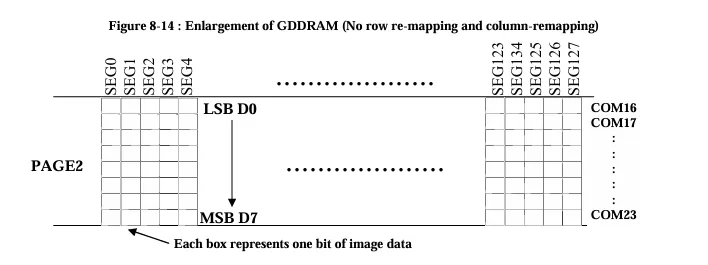 Figure 8-14 : Enlargement of GDDRAM (No row re-mapping and column-remapping)
SEG0
SEG1
SEG2
SEG3
SEG4
....................
SEG123
SEG134
SEG125
SEG126
SEG127
LSB D0
COM16
COM17
:
:
PAGE2
....................
:
:
:
MSB D7
COM23
Each box represents one bit of image data